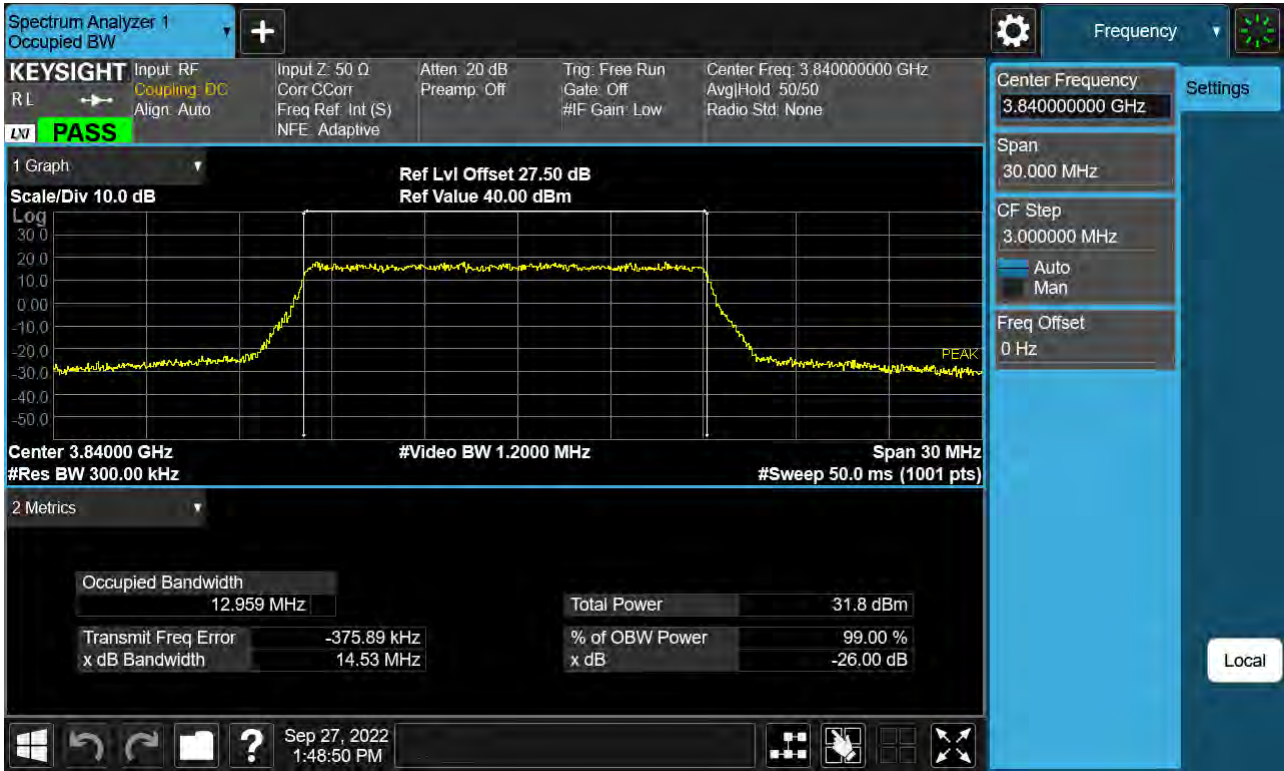 Spectrum Analyzer 1
Occupied BW
Frequency
KEYSIGHT
R L
LXI
PASS
Input: RF
Coupling: DC
Align: Auto
Input Z: 50 Ω
Corr CCorr
Freq Ref: Int (S)
NFE: Adaptive
Atten: 20 dB
Preamp: Off
Trig: Free Run
Gate: Off
#IF Gain: Low
Center Freq: 3.840000000 GHz
Avg|Hold: 50/50
Radio Std: None
Center Frequency
3.840000000 GHz
Settings
Span
30.000 MHz
CF Step
3.000000 MHz
Auto
Man
Freq Offset
0 Hz
1 Graph
Ref Lvl Offset 27.50 dB
Scale/Div 10.0 dB
Ref Value 40.00 dBm
Log
30.0
20.0
10.0
0.00
-10.0
-20.0
-30.0
-40.0
-50.0
PEAK
Center 3.84000 GHz
#Video BW 1.2000 MHz
Span 30 MHz
#Res BW 300.00 kHz
#Sweep 50.0 ms (1001 pts)
2 Metrics
Occupied Bandwidth
12.959 MHz
Total Power 31.8 dBm
Transmit Freq Error -375.89 kHz
% of OBW Power 99.00 %
x dB Bandwidth 14.53 MHz
x dB -26.00 dB
Local
?
Sep 27, 2022
1:48:50 PM